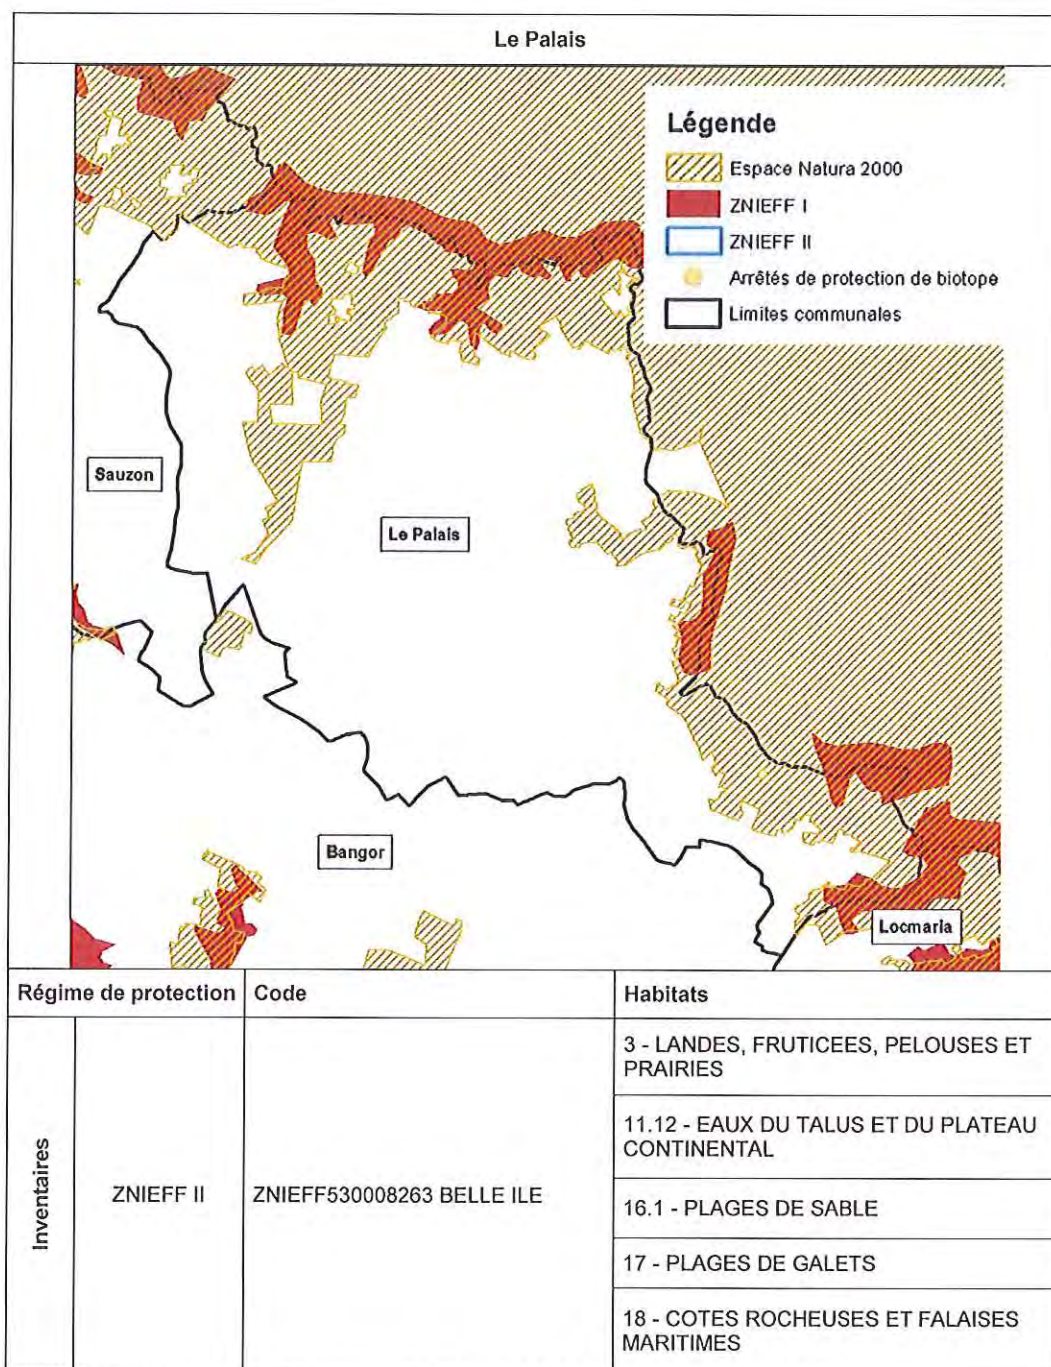 Le Palais
Légende
Espace Natura 2000
ZNIEFF I
ZNIEFF II
Arrêtés de protection de biotope
Limites communales
Sauzon
Le Palais
Bangor
Locmaria
Régime de protection
Code
Habitats
Inventaires
ZNIEFF II
ZNIEFF530008263 BELLE ILE
3 - LANDES, FRUTICEES, PELOUSES ET
PRAIRIES
11.12 - EAUX DU TALUS ET DU PLATEAU
CONTINENTAL
16.1 - PLAGES DE SABLE
17 - PLAGES DE GALETS
18 - COTES ROCHEUSES ET FALAISES
MARITIMES